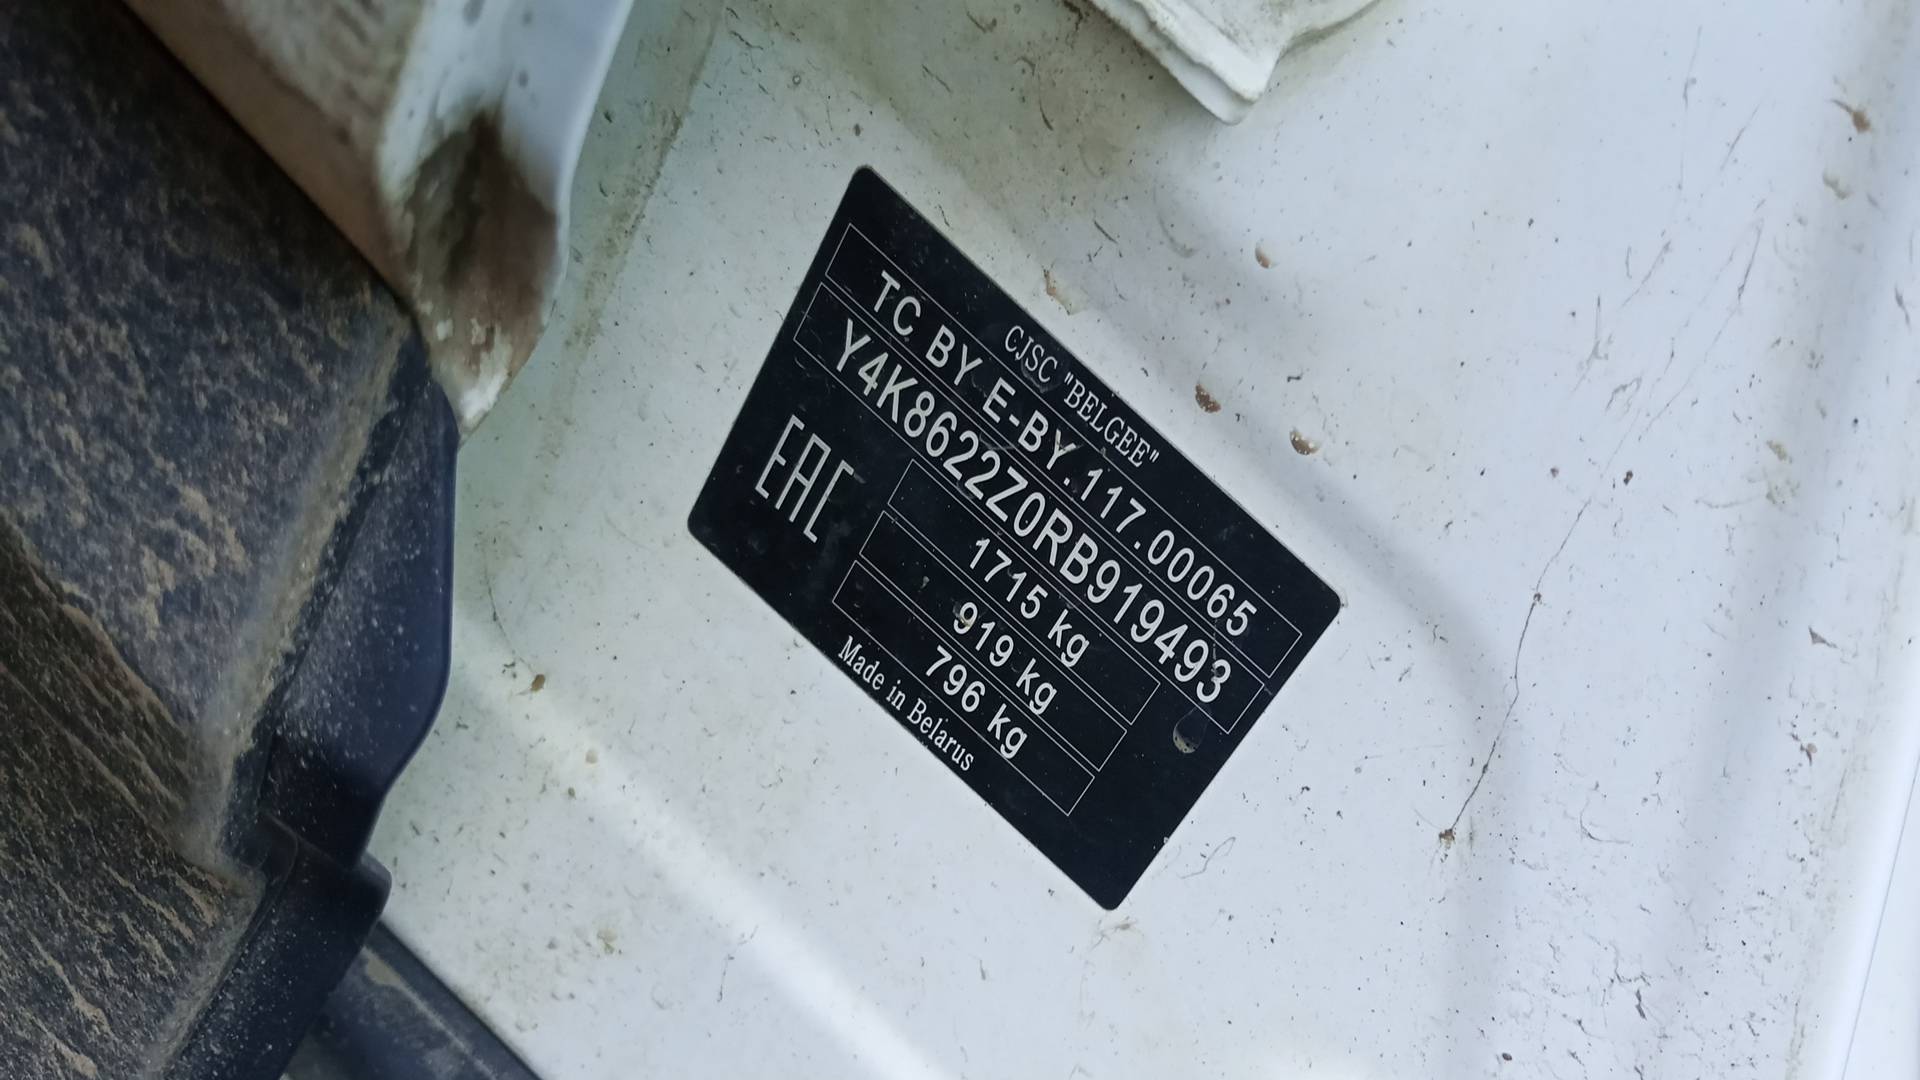 CJSC "BELGEE"
TC BY E-BY.117.00065
Y4K8622Z0RB919493
EAC
1715 kg
919 kg
796 kg
Made in Belarus